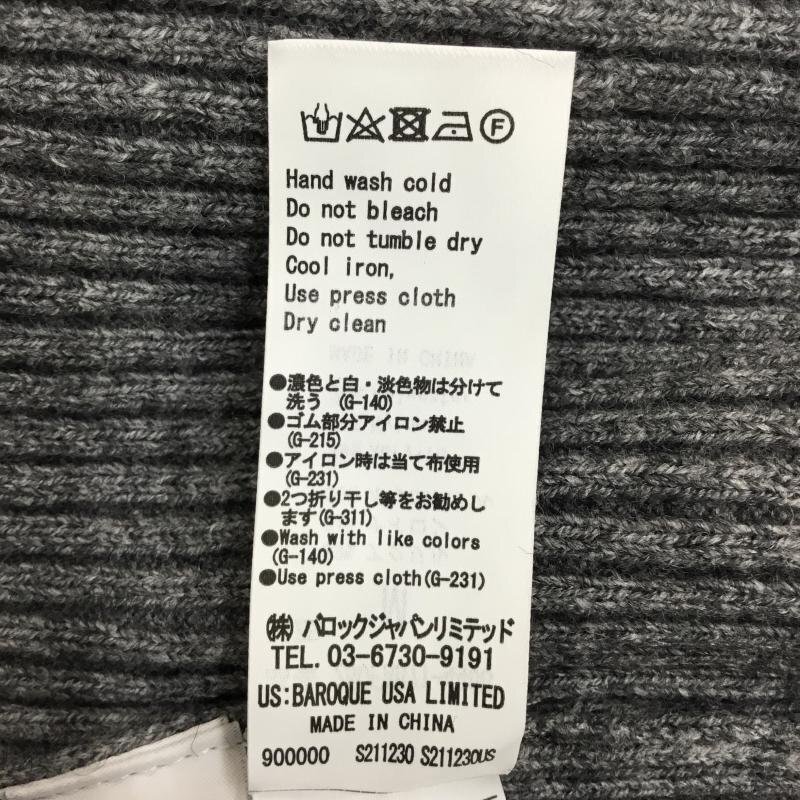 F
Hand wash cold
Do not bleach
Do not tumble dry
Cool iron,
Use press cloth
Dry clean
●濃色と白・淡色物は分けて
洗う (G-140)
●ゴム部分アイロン禁止
(G-215)
●アイロン時は当て布使用
(G-231)
●2つ折り干し等をお勧めし
ます(G-311)
●Wash with like colors
(G-140)
●Use press cloth(G-231)
㈱ バロックジャパンリミテッド
TEL. 03-6730-9191
US:BAROQUE USA LIMITED
MADE IN CHINA
900000 S211230 S211230US